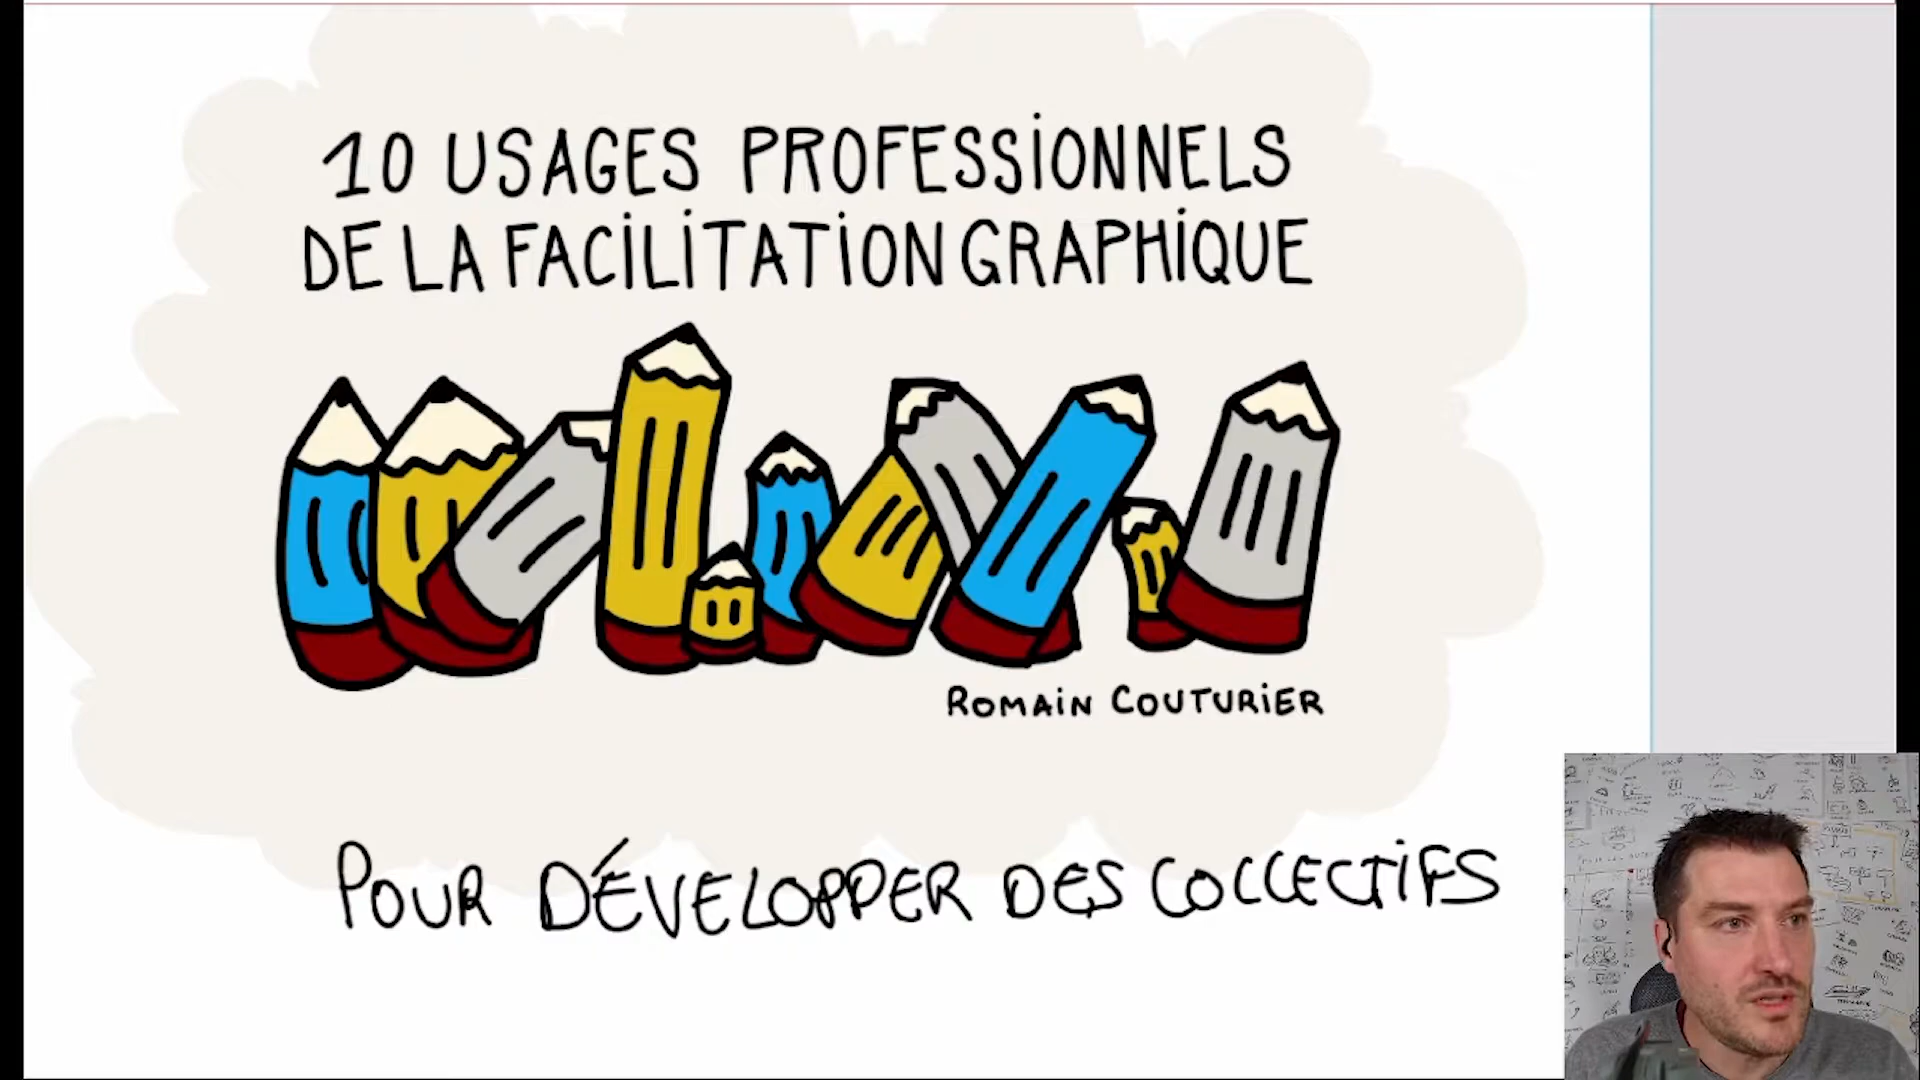 10 USAGES PROFESSIONNELS
DE LA FACILITATION GRAPHIQUE
ROMAIN COUTURIER
POUR DÉVELOPPER DES COLLECTIFS